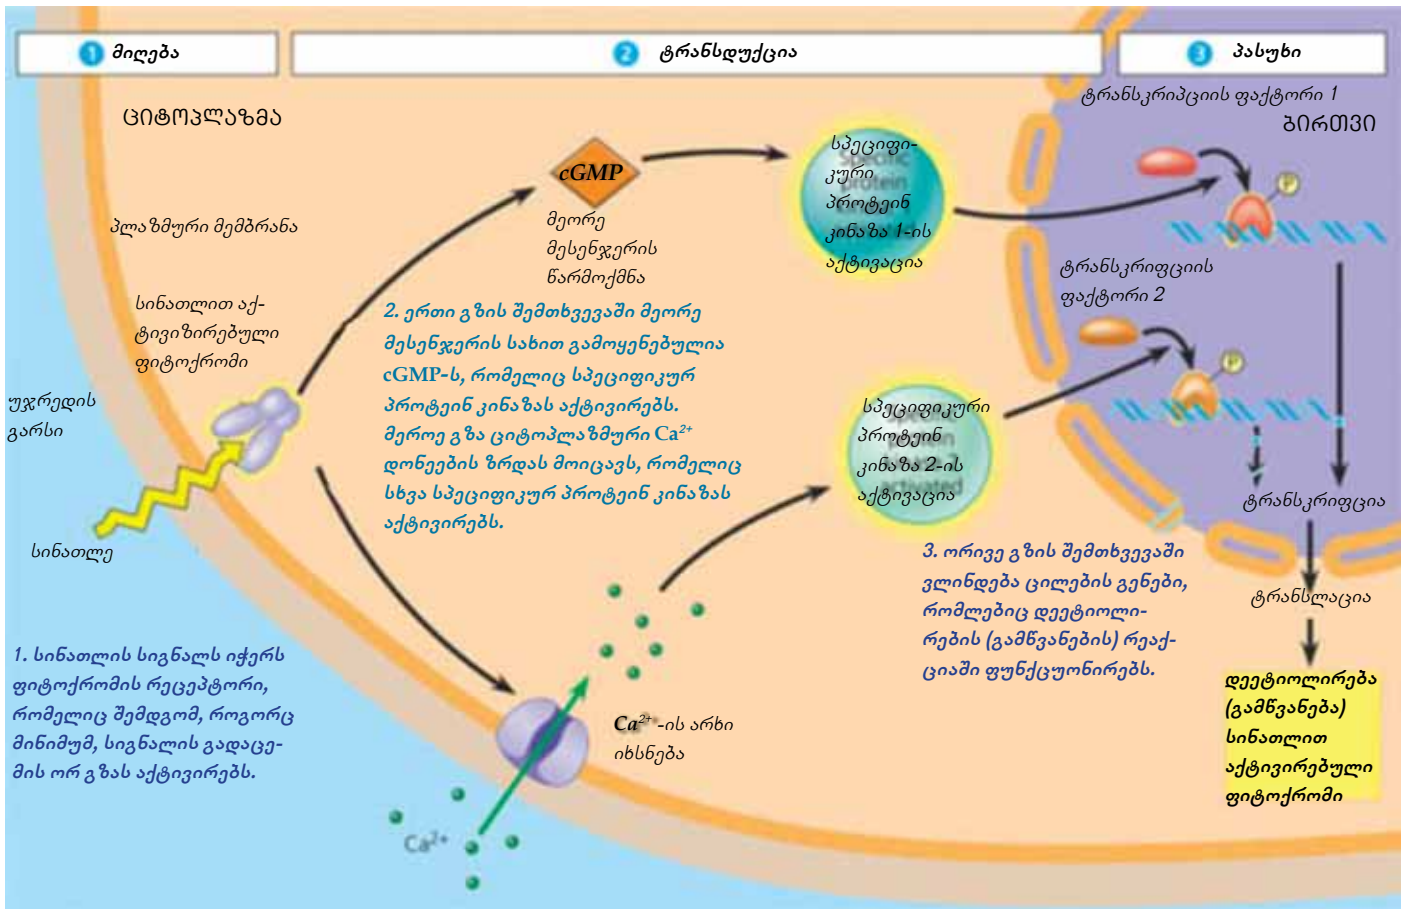 1 მიღება
2 ტრანსდუქცია
3 პასუხი
ციტოპლაზმა
ტრანსკრიპციის ფაქტორი 1
ბირთვი
cGMP
მეორე
მესენჯერის
წარმოქმნა
სპეციფი-
კური
პროტეინ
კინაზა 1-ის
აქტივაცია
Specific
protein
P
პლაზმური მემბრანა
ტრანსკრიფციის
ფაქტორი 2
სინათლით აქ-
ტივიზირებული
ფიტოქრომი
2. ერთი გზის შემთხვევაში მეორე
მესენჯერის სახით გამოყენებულია
cGMP-ს, რომელიც სპეციფიკურ
პროტეინ კინაზას აქტივირებს.
მეროე გზა ციტოპლაზმური Ca²⁺
დონეების ზრდას მოიცავს, რომელიც
სხვა სპეციფიკურ პროტეინ კინაზას
აქტივირებს.
P
უჯრედის
გარსი
სპეციფიკური
პროტეინ
კინაზა 2-ის
აქტივაცია
activated
ტრანსკრიფცია
სინათლე
3. ორივე გზის შემთხვევაში
ვლინდება ცილების გენები,
რომლებიც დეეტიოლი-
რების (გამწვანების) რეაქ-
ციაში ფუნქცუონირებს.
ტრანსლაცია
1. სინათლის სიგნალს იჭერს
ფიტოქრომის რეცეპტორი,
რომელიც შემდგომ, როგორც
მინიმუმ, სიგნალის გადაცე-
მის ორ გზას აქტივირებს.
დეეტიოლირება
(გამწვანება)
სინათლით
აქტივირებული
ფიტოქრომი
Ca²⁺-ის არხი
იხსნება
Ca²⁺